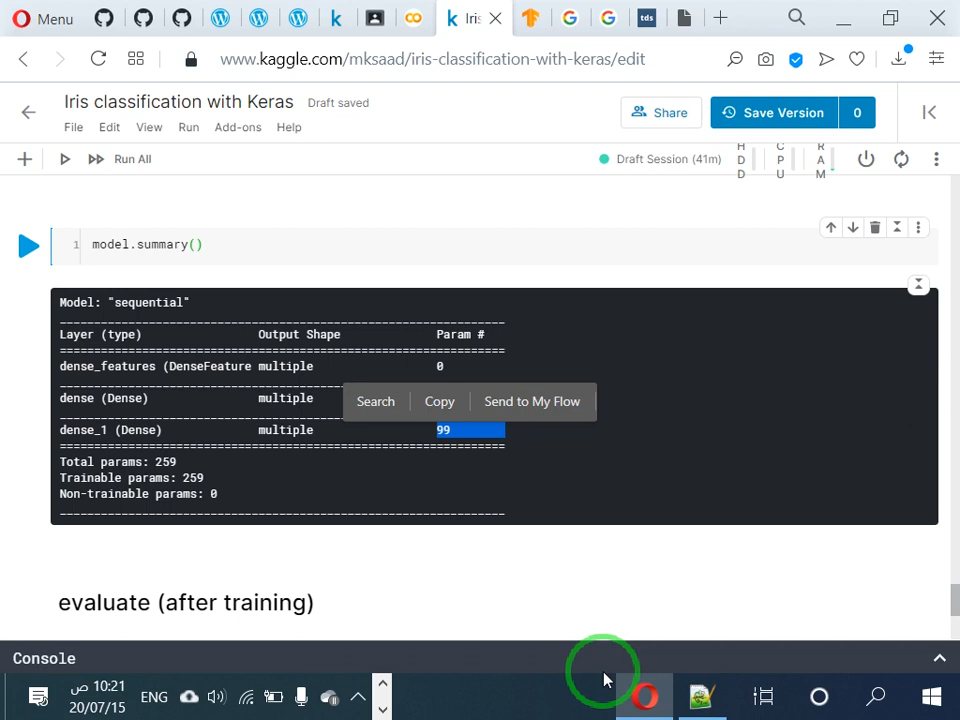 Menu
k
Iris
tds
www.kaggle.com/mksaad/iris-classification-with-keras/edit
Iris classification with Keras
Draft saved
Share
Save Version
0
File Edit View Run Add-ons Help
Run All
Draft Session (41m)
HDD
CPU
RAM
1 model.summary()
Model: "sequential"
Layer (type) Output Shape Param #
dense_features (DenseFeature multiple 0
dense (Dense) multiple
Search Copy Send to My Flow
dense_1 (Dense) multiple 99
Total params: 259
Trainable params: 259
Non-trainable params: 0
evaluate (after training)
Console
10:21 ص
20/07/15
ENG